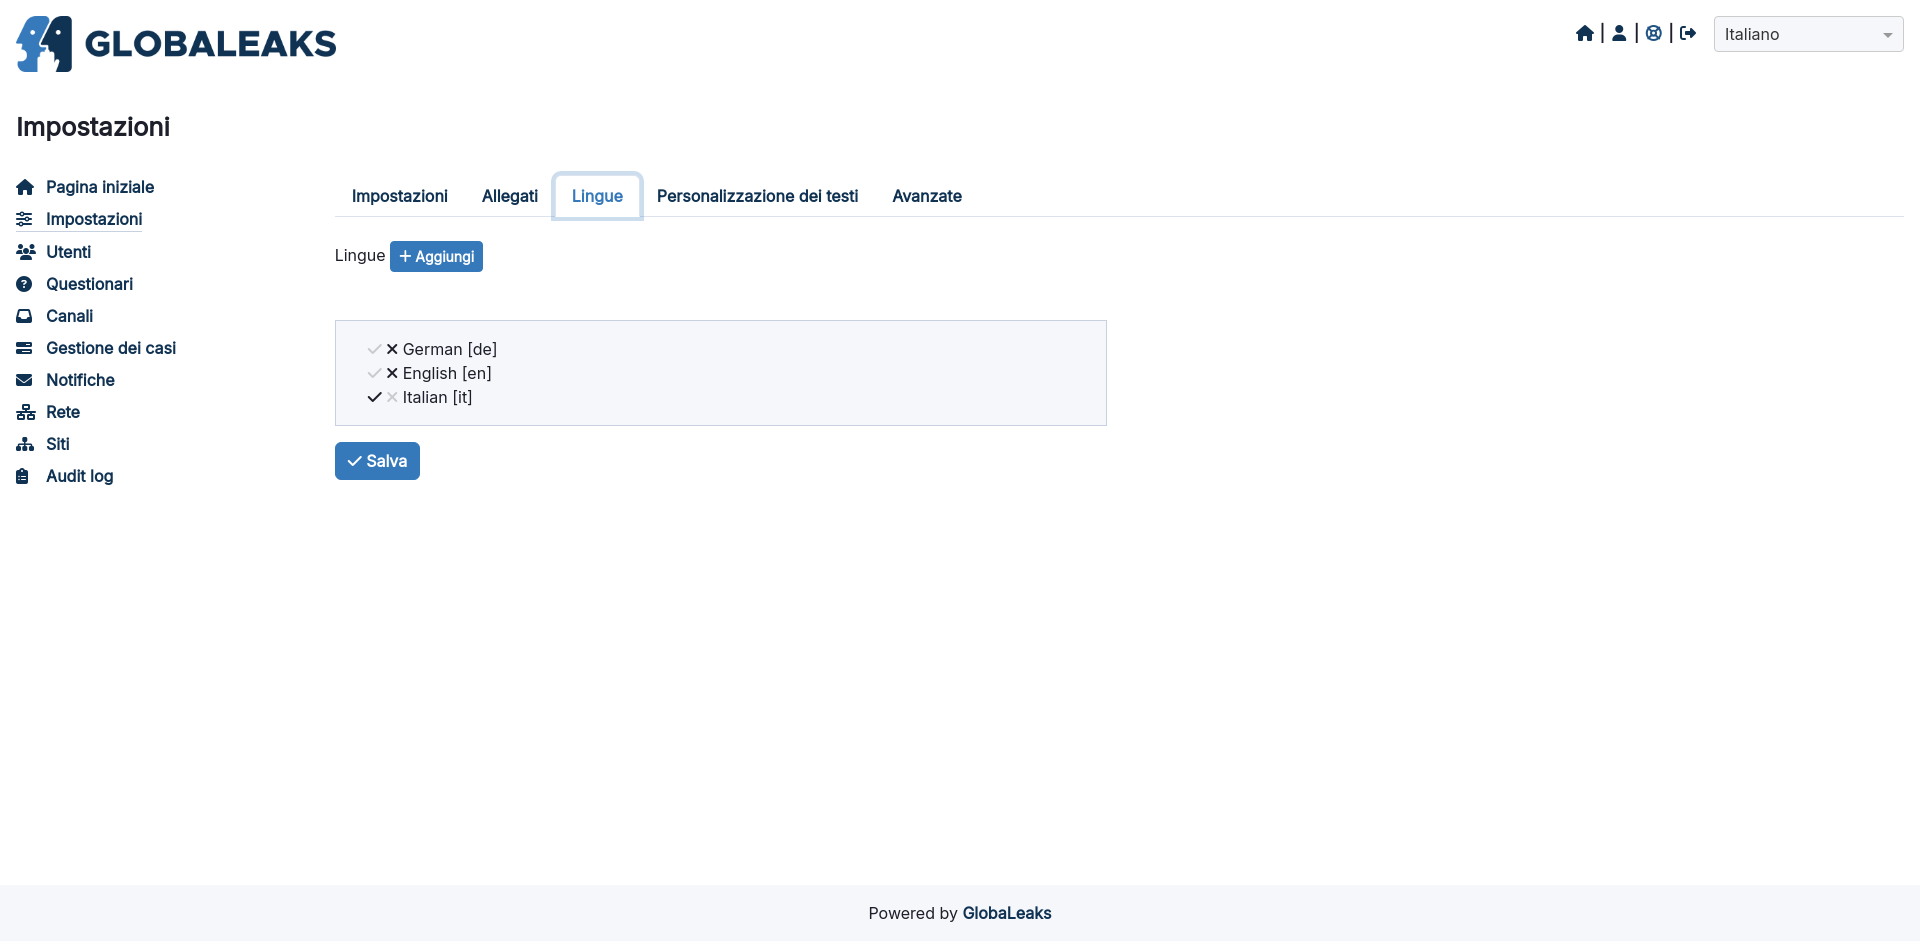 GLOBALEAKS
Italiano
Impostazioni
Pagina iniziale
Impostazioni
Utenti
Questionari
Canali
Gestione dei casi
Notifiche
Rete
Siti
Audit log
Impostazioni Allegati Lingue Personalizzazione dei testi Avanzate
Lingue Aggiungi
German [de]
English [en]
Italian [it]
Salva
Powered by GlobaLeaks